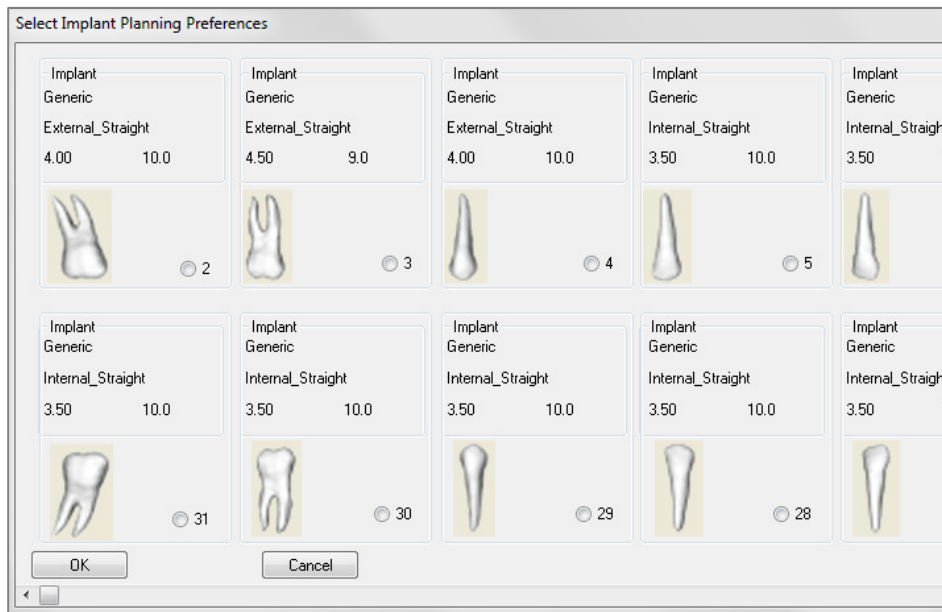 Select Implant Planning Preferences
Implant Implant Implant Implant Implant
Generic Generic Generic Generic Generic
External_Straight External_Straight External_Straight Internal_Straight Internal_Straigh
4.00 10.0 4.50 9.0 4.00 10.0 3.50 10.0 3.50
2 3 4 5
Implant Implant Implant Implant Implant
Generic Generic Generic Generic Generic
Internal_Straight Internal_Straight Internal_Straight Internal_Straight Internal_Straigh
3.50 10.0 3.50 10.0 3.50 10.0 3.50 10.0 3.50
31 30 29 28
OK Cancel